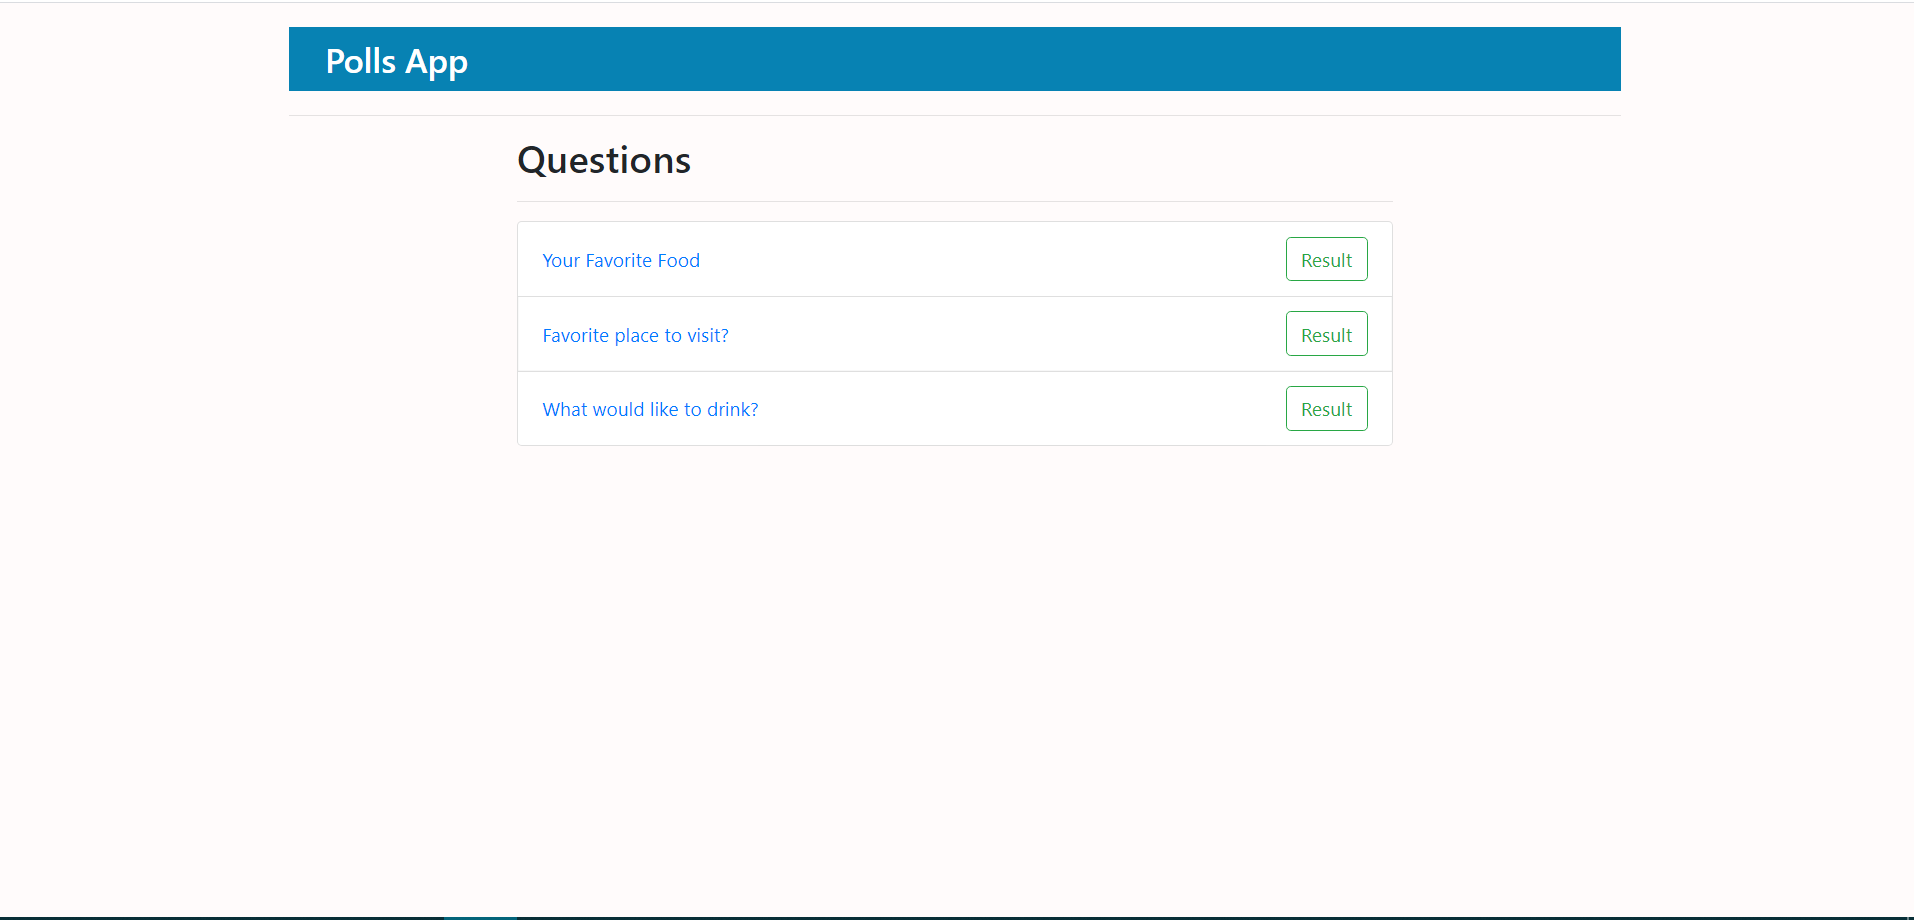 Polls App
Questions
Your Favorite Food Result
Favorite place to visit? Result
What would like to drink? Result